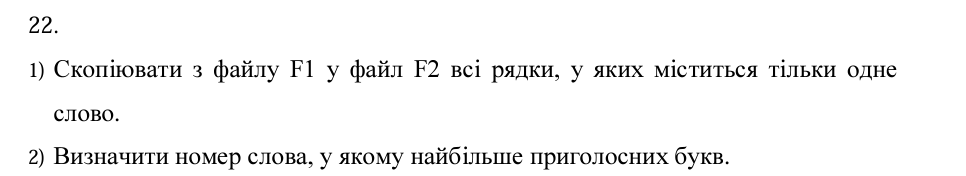 22.
1) Скопіювати з файлу F1 у файл F2 всі рядки, у яких міститься тільки одне
слово.
2) Визначити номер слова, у якому найбільше приголосних букв.